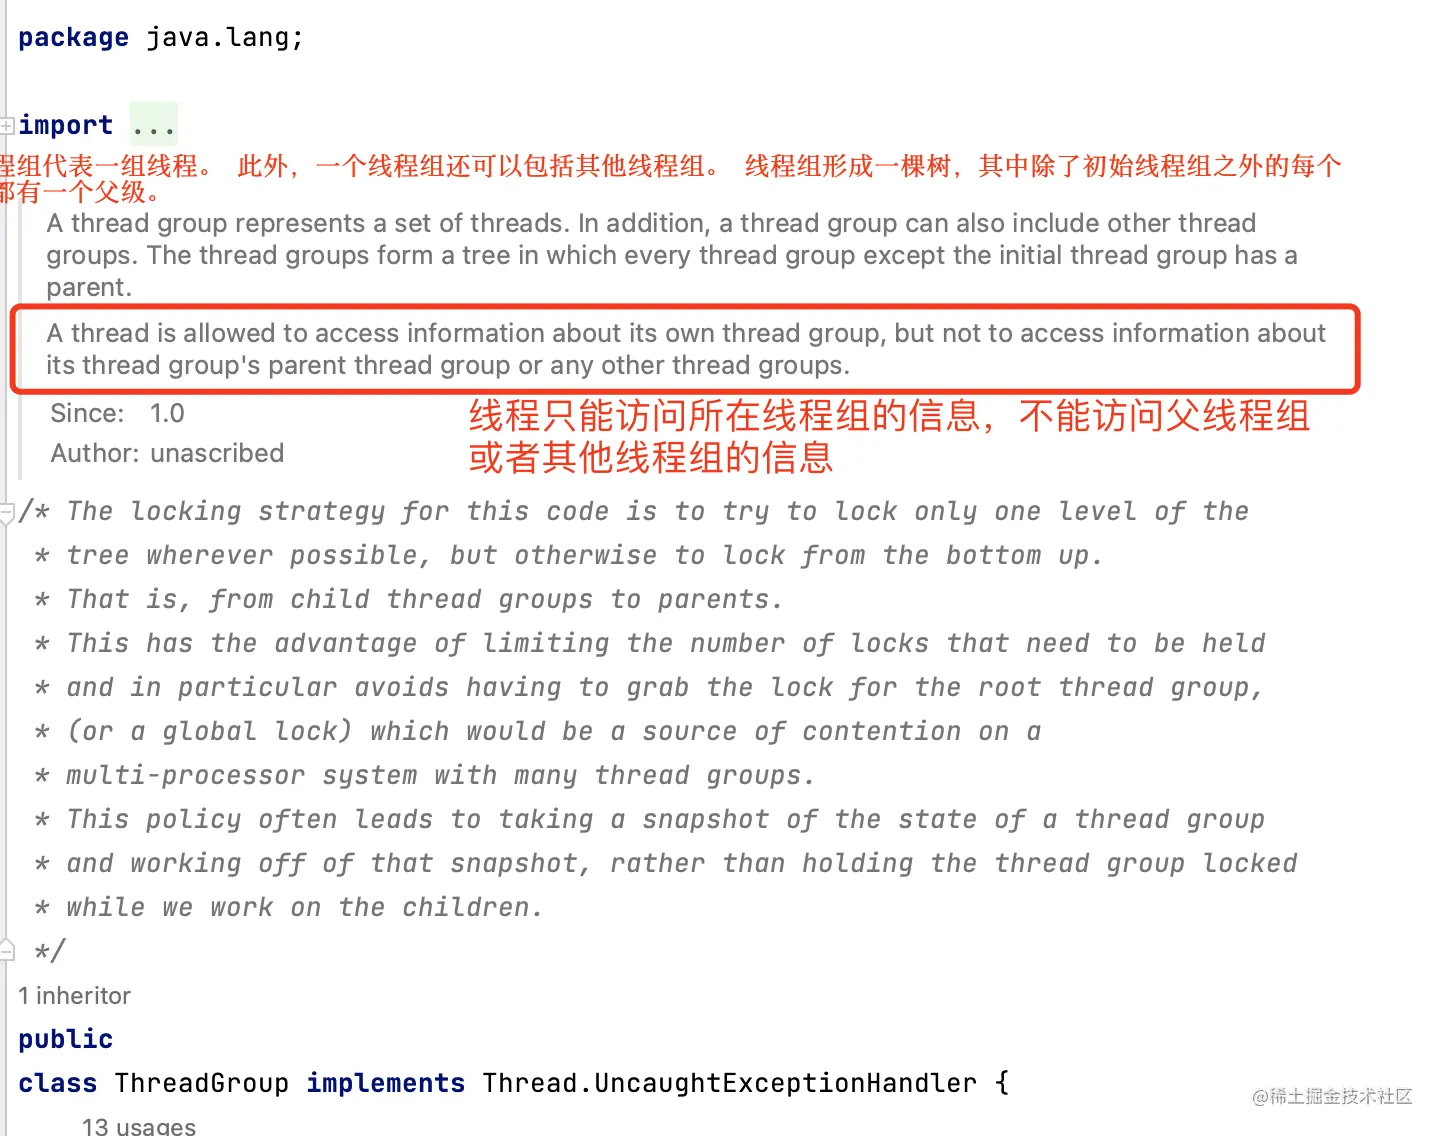 package java.lang;
import ...
程组代表一组线程。 此外，一个线程组还可以包括其他线程组。 线程组形成一棵树，其中除了初始线程组之外的每个
都有一个父级。
A thread group represents a set of threads. In addition, a thread group can also include other thread
groups. The thread groups form a tree in which every thread group except the initial thread group has a
parent.
A thread is allowed to access information about its own thread group, but not to access information about
its thread group's parent thread group or any other thread groups.
Since: 1.0
Author: unascribed
线程只能访问所在线程组的信息，不能访问父线程组
或者其他线程组的信息
/* The locking strategy for this code is to try to lock only one level of the
* tree wherever possible, but otherwise to lock from the bottom up.
* That is, from child thread groups to parents.
* This has the advantage of limiting the number of locks that need to be held
* and in particular avoids having to grab the lock for the root thread group,
* (or a global lock) which would be a source of contention on a
* multi-processor system with many thread groups.
* This policy often leads to taking a snapshot of the state of a thread group
* and working off of that snapshot, rather than holding the thread group locked
* while we work on the children.
*/
1 inheritor
public
class ThreadGroup implements Thread.UncaughtExceptionHandler {
13 usages
@稀土掘金技术社区